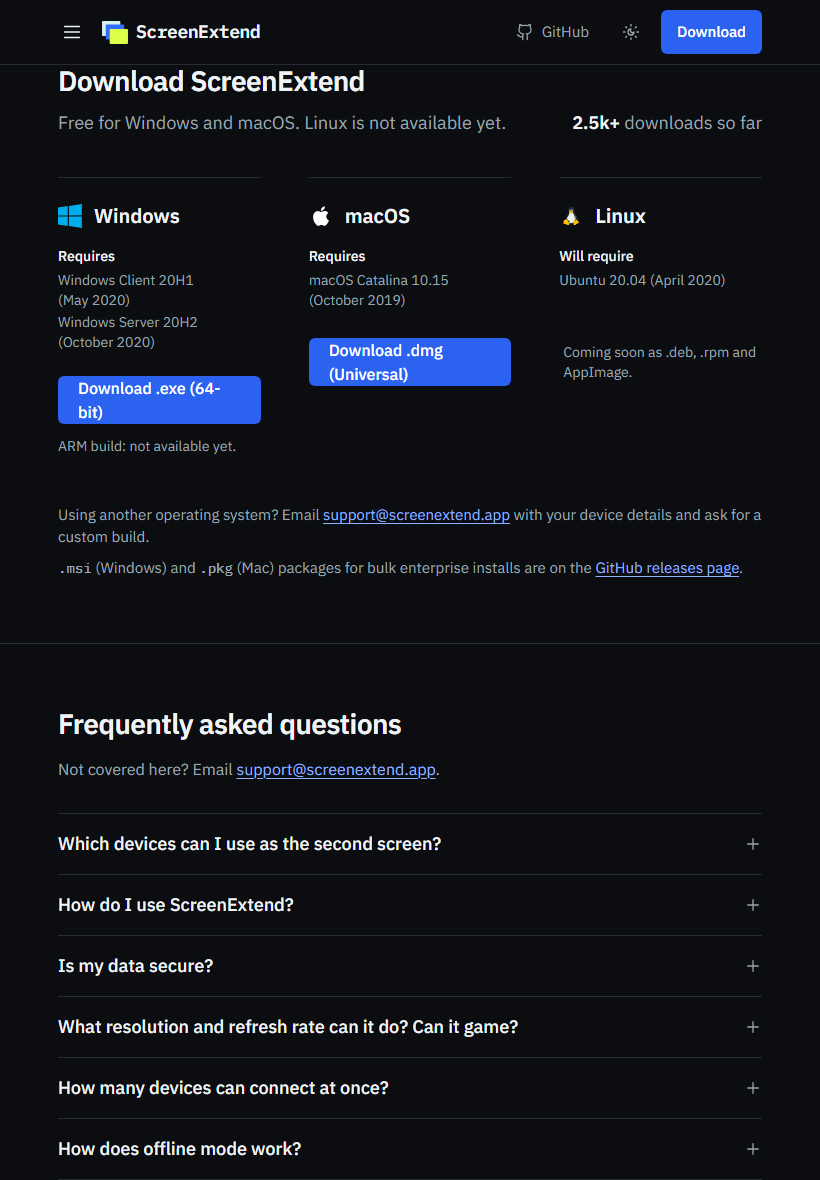 ScreenExtend
GitHub
Download
Download ScreenExtend
Free for Windows and macOS. Linux is not available yet.
2.5k+ downloads so far
Windows
Requires
Windows Client 20H1
(May 2020)
Windows Server 20H2
(October 2020)
Download .exe (64-
bit)
ARM build: not available yet.
macOS
Requires
macOS Catalina 10.15
(October 2019)
Download .dmg
(Universal)
Linux
Will require
Ubuntu 20.04 (April 2020)
Coming soon as .deb, .rpm and
AppImage.
Using another operating system? Email support@screenextend.app with your device details and ask for a
custom build.
.msi (Windows) and .pkg (Mac) packages for bulk enterprise installs are on the GitHub releases page.
Frequently asked questions
Not covered here? Email support@screenextend.app.
Which devices can I use as the second screen?
How do I use ScreenExtend?
Is my data secure?
What resolution and refresh rate can it do? Can it game?
How many devices can connect at once?
How does offline mode work?